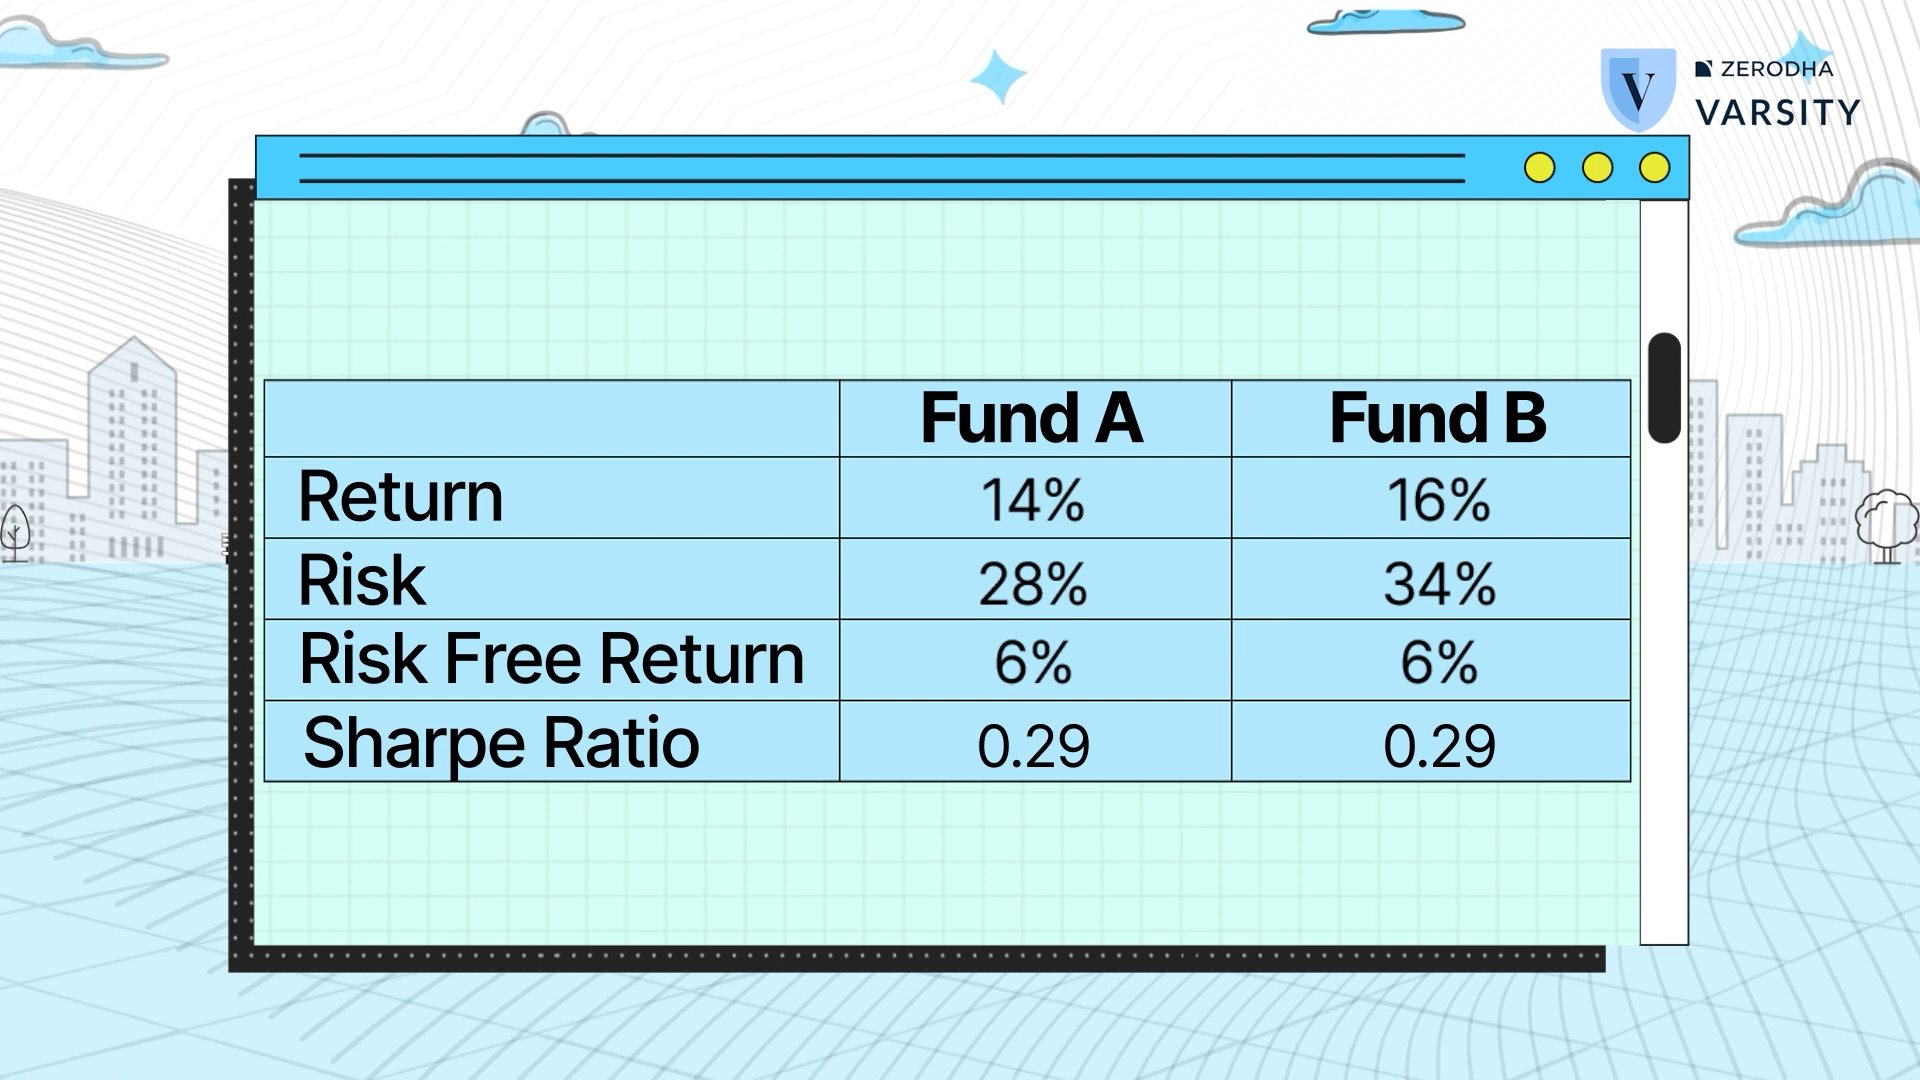 V
ZERODHA
VARSITY
Fund A Fund B
Return 14% 16%
Risk 28% 34%
Risk Free Return 6% 6%
Sharpe Ratio 0.29 0.29